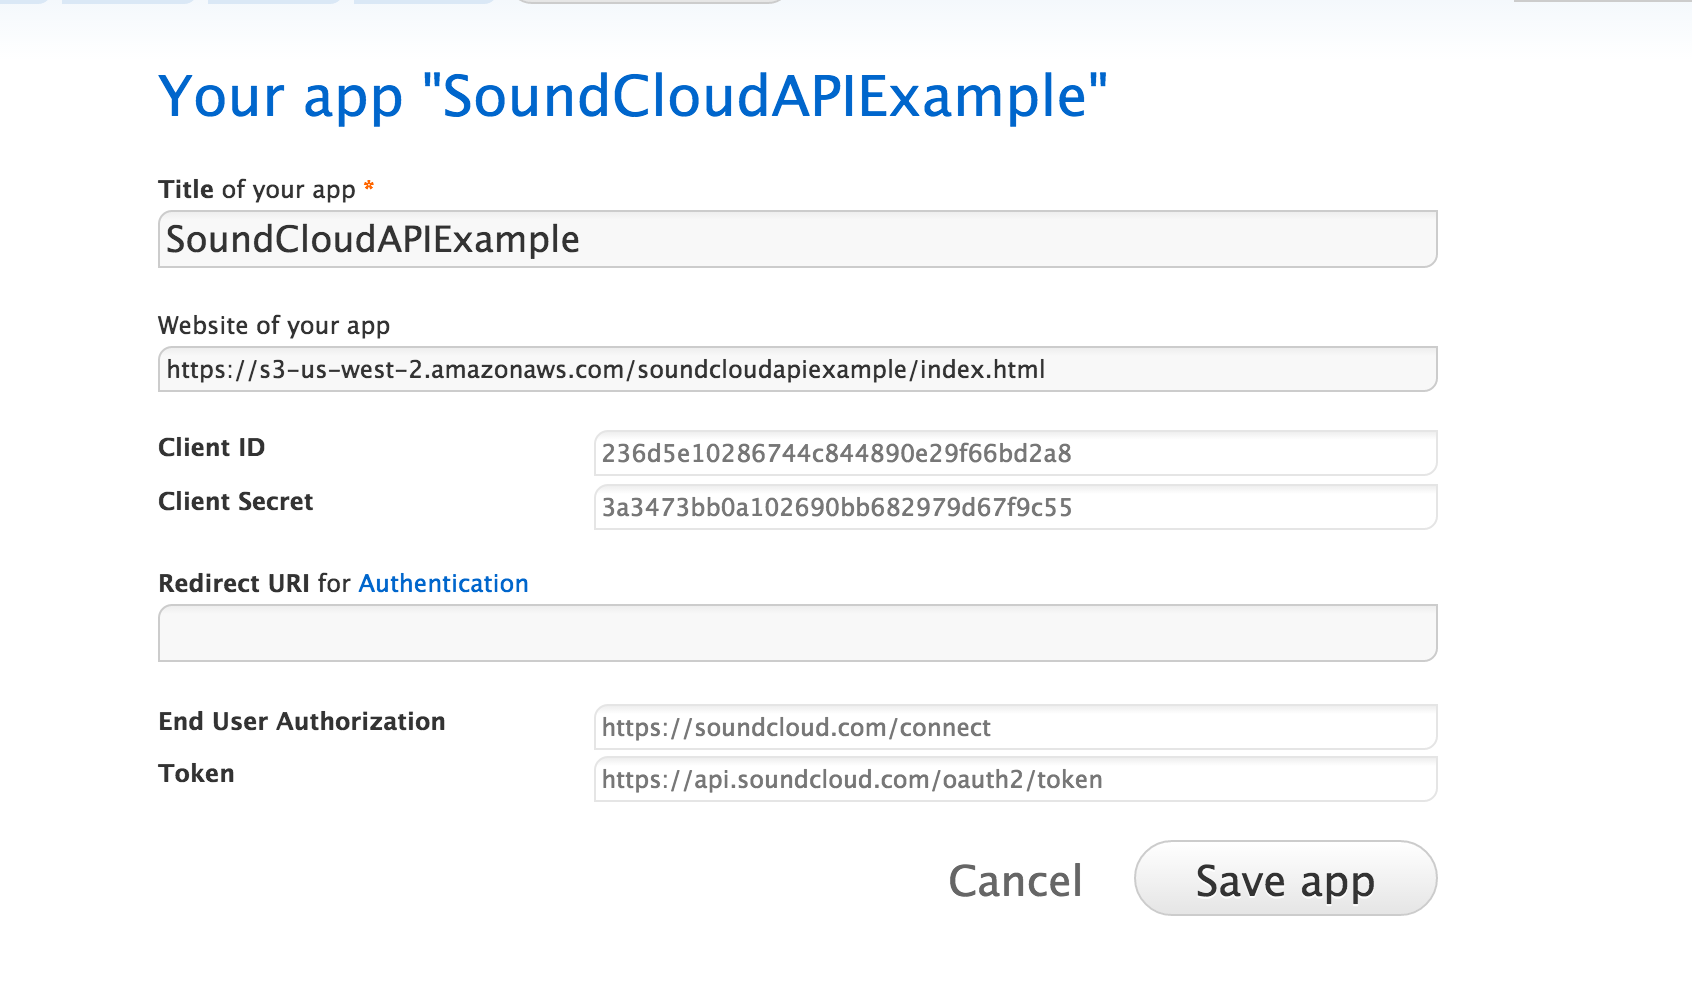 Your app "SoundCloudAPIExample"
Title of your app *
SoundCloudAPIExample
Website of your app
https://s3-us-west-2.amazonaws.com/soundcloudapiexample/index.html
Client ID 236d5e10286744c844890e29f66bd2a8
Client Secret 3a3473bb0a102690bb682979d67f9c55
Redirect URI for Authentication
End User Authorization https://soundcloud.com/connect
Token https://api.soundcloud.com/oauth2/token
Cancel Save app